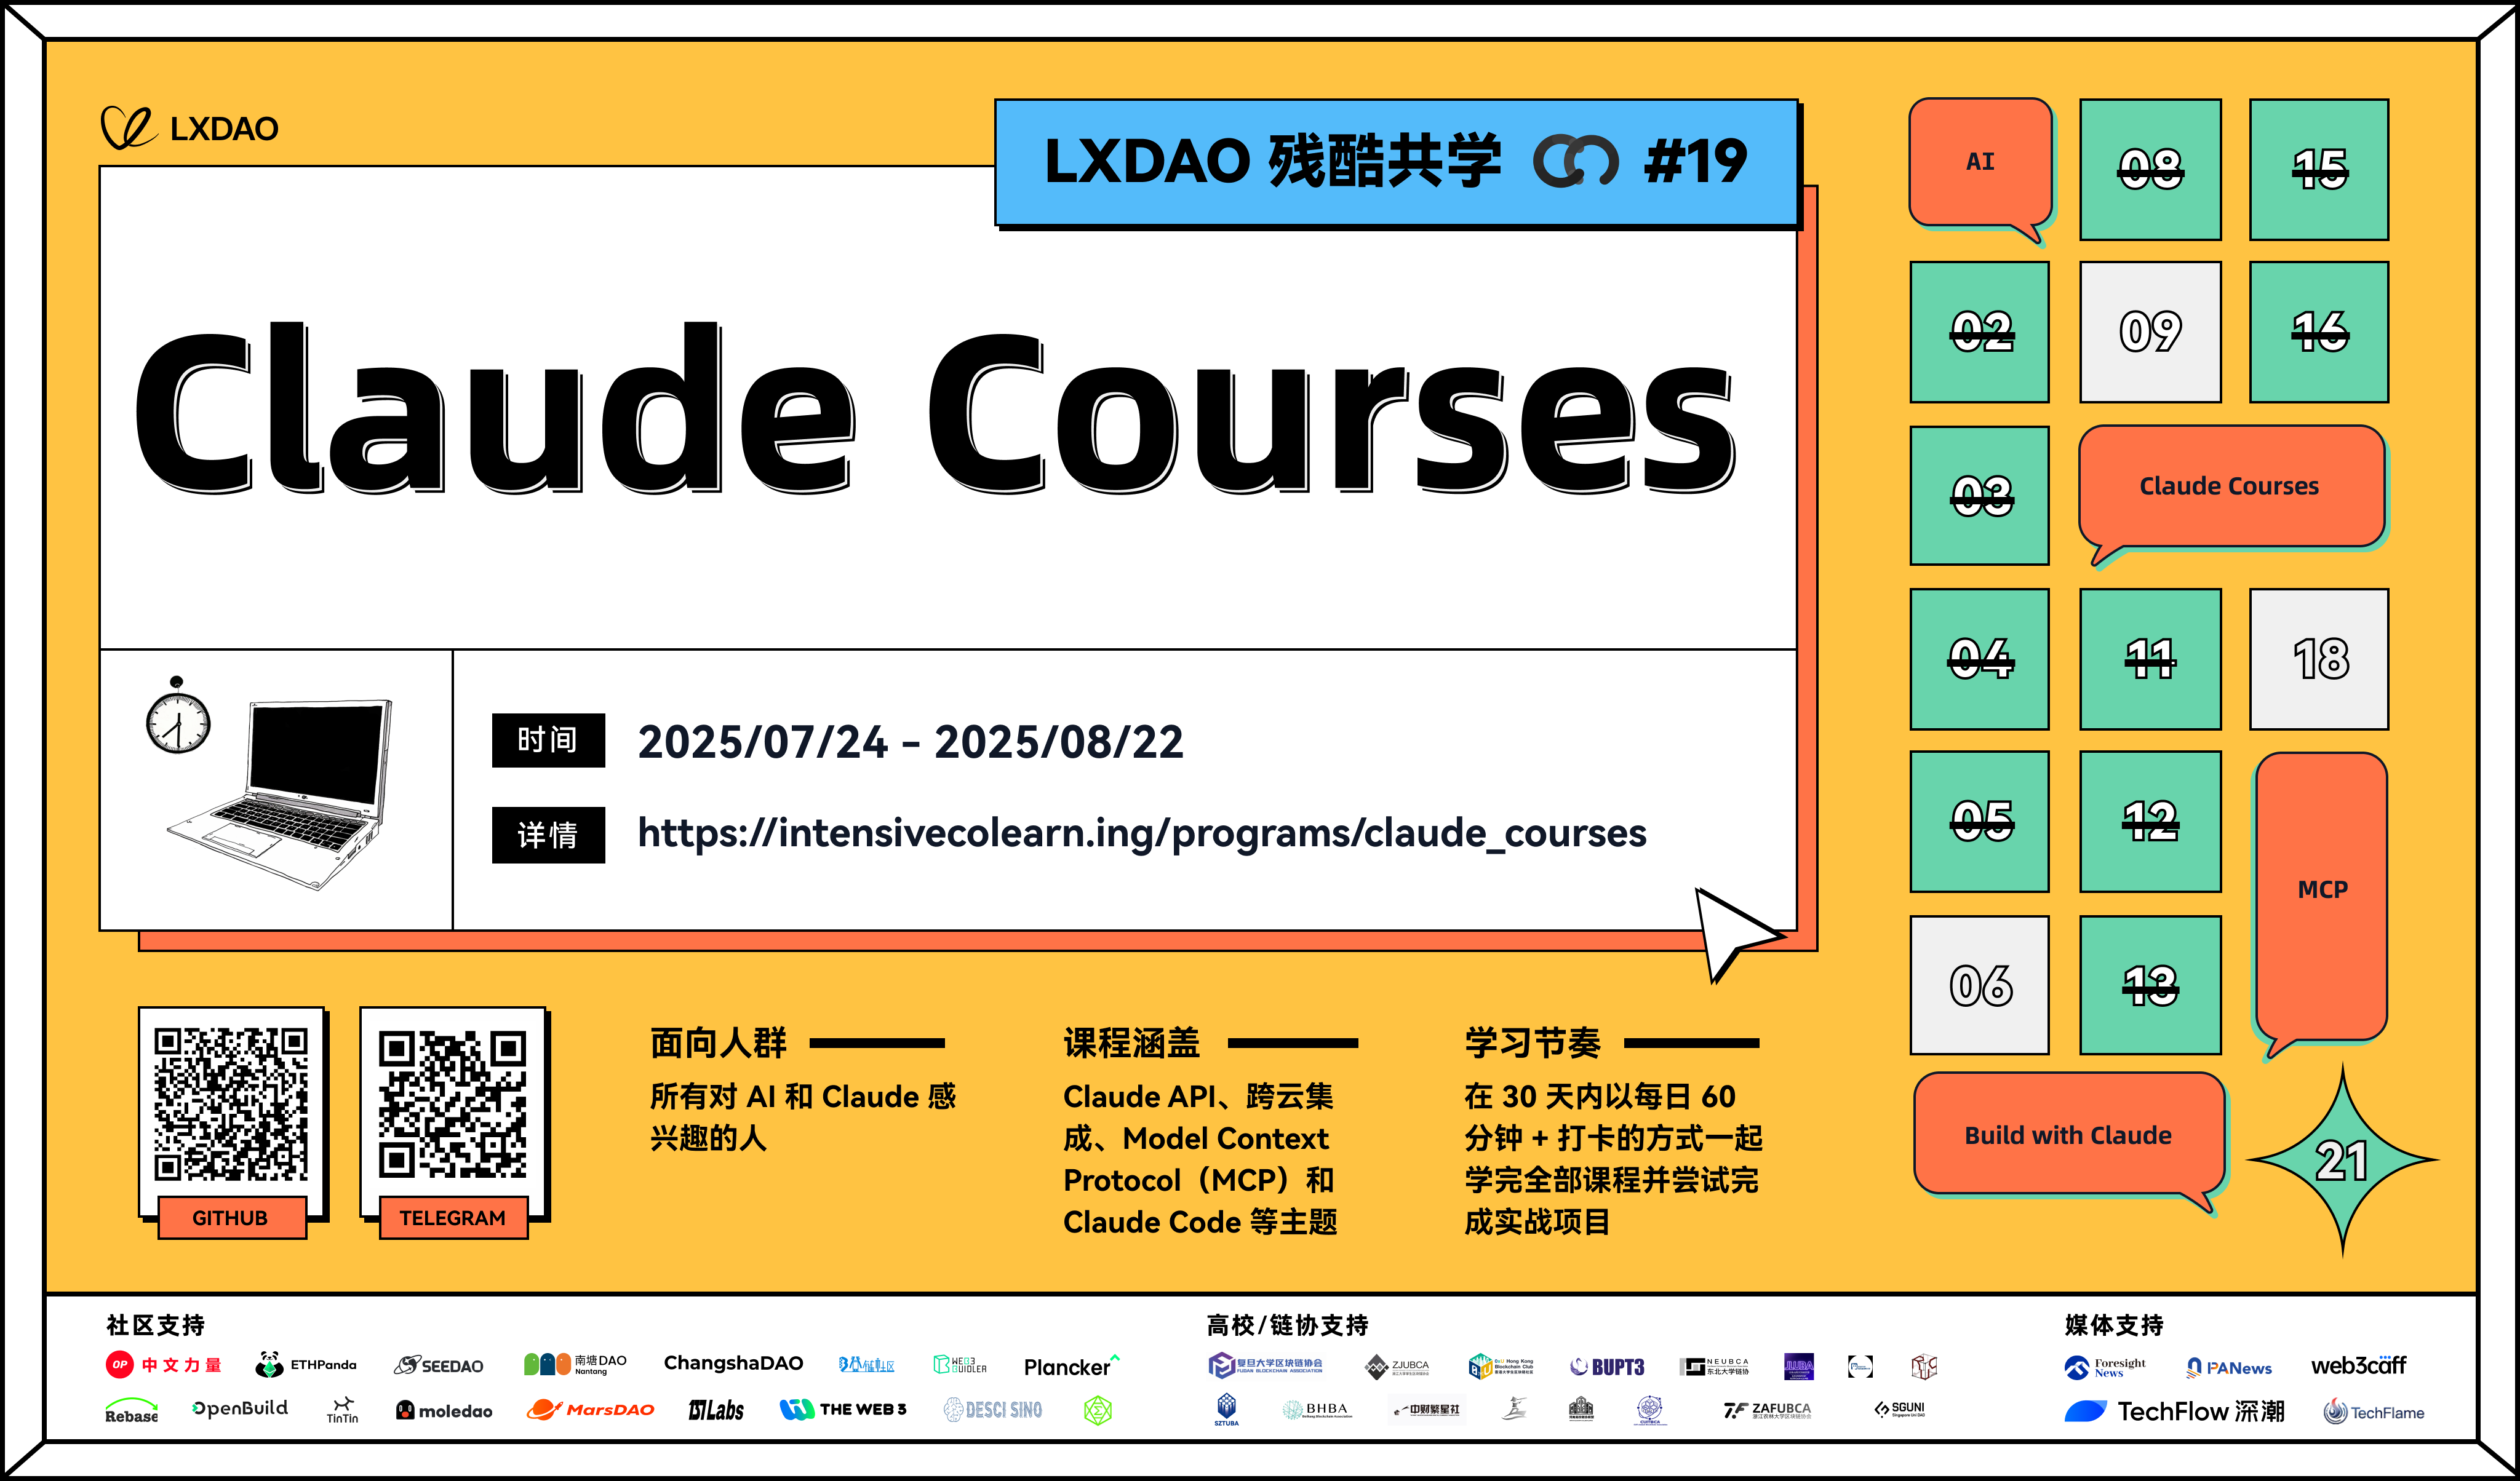 LXDAO
LXDAO 残酷共学 #19
Claude Courses
时间
2025/07/24 - 2025/08/22
详情
https://intensivecolearn.ing/programs/claude_courses
AI
08
15
02
09
16
03
Claude Courses
04
11
18
05
12
MCP
06
13
Build with Claude
21
GITHUB
TELEGRAM
面向人群
所有对 AI 和 Claude 感
兴趣的人
课程涵盖
Claude API、跨云集
成、Model Context
Protocol（MCP）和
Claude Code 等主题
学习节奏
在 30 天内以每日 60
分钟 + 打卡的方式一起
学完全部课程并尝试完
成实战项目
社区支持
OP 中文力量
ETHPanda
SEEDAO
南塘DAO
Nantang
ChangshaDAO
Plancker
Rebase
OpenBuild
TinTin
moledao
MarsDAO
137Labs
THE WEB 3
DESCI SINO
高校/链协支持
复旦大学区块链协会
FUDAN BLOCKCHAIN ASSOCIATION
ZJUBCA
BUPT3
NEUBCA
东北大学链协
SZTUBA
BHBA
中财繁星社
ZAFUBCA
SGUNI
媒体支持
Foresight
News
PANews
web3caff
TechFlow 深潮
TechFlame